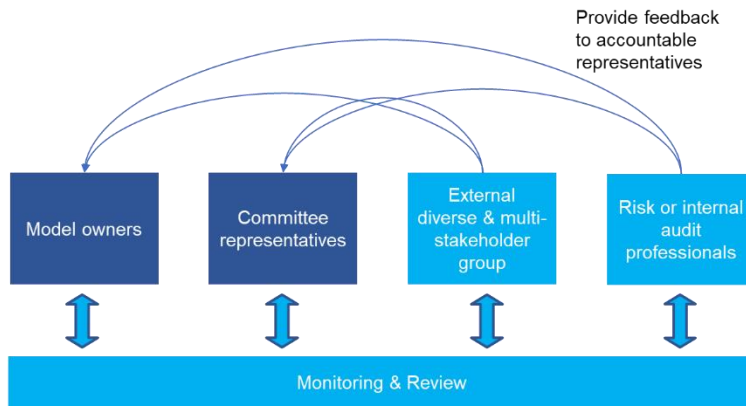 Provide feedback
to accountable
representatives
Model owners
Committee
representatives
External
diverse & multi-
stakeholder
group
Risk or internal
audit
professionals
Monitoring & Review